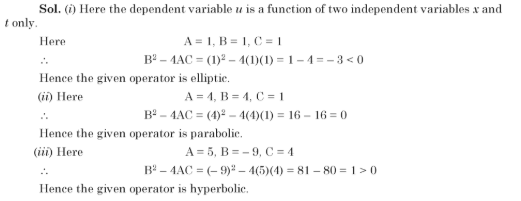 Sol. (i) Here the dependent variable u is a function of two independent variables x and
t only.
Here A = 1, B = 1, C = 1
∴ B² – 4AC = (1)² – 4(1)(1) = 1 – 4 = – 3 < 0
Hence the given operator is elliptic.
(ii) Here A = 4, B = 4, C = 1
∴ B² – 4AC = (4)² – 4(4)(1) = 16 – 16 = 0
Hence the given operator is parabolic.
(iii) Here A = 5, B = – 9, C = 4
∴ B² – 4AC = (– 9)² – 4(5)(4) = 81 – 80 = 1 > 0
Hence the given operator is hyperbolic.